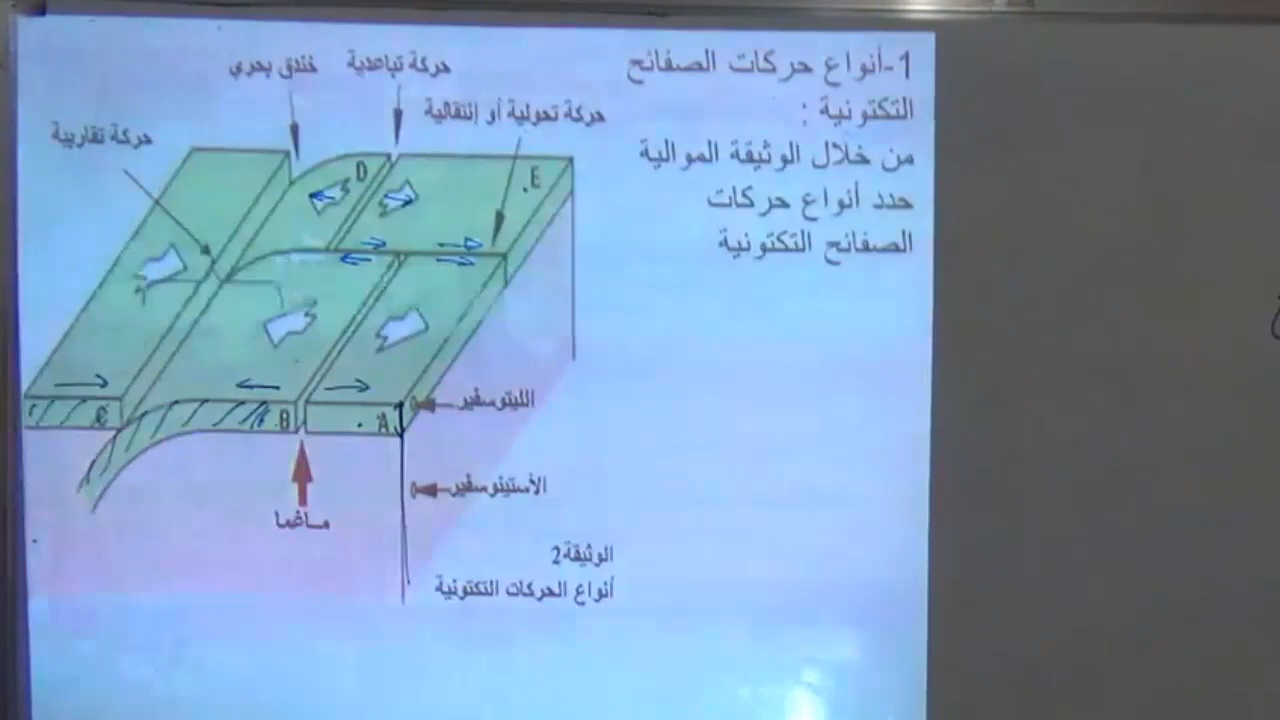 1-أنواع حركات الصفائح
التكتونية :
من خلال الوثيقة الموالية
حدد أنواع حركات
الصفائح التكتونية
حركة تباعدية
خندق بحري
حركة تحولية أو إنتقالية
حركة تقاربية
D
E
C
B
A
الليتوسفير
الأستينوسفير
ماغما
الوثيقة2
أنواع الحركات التكتونية